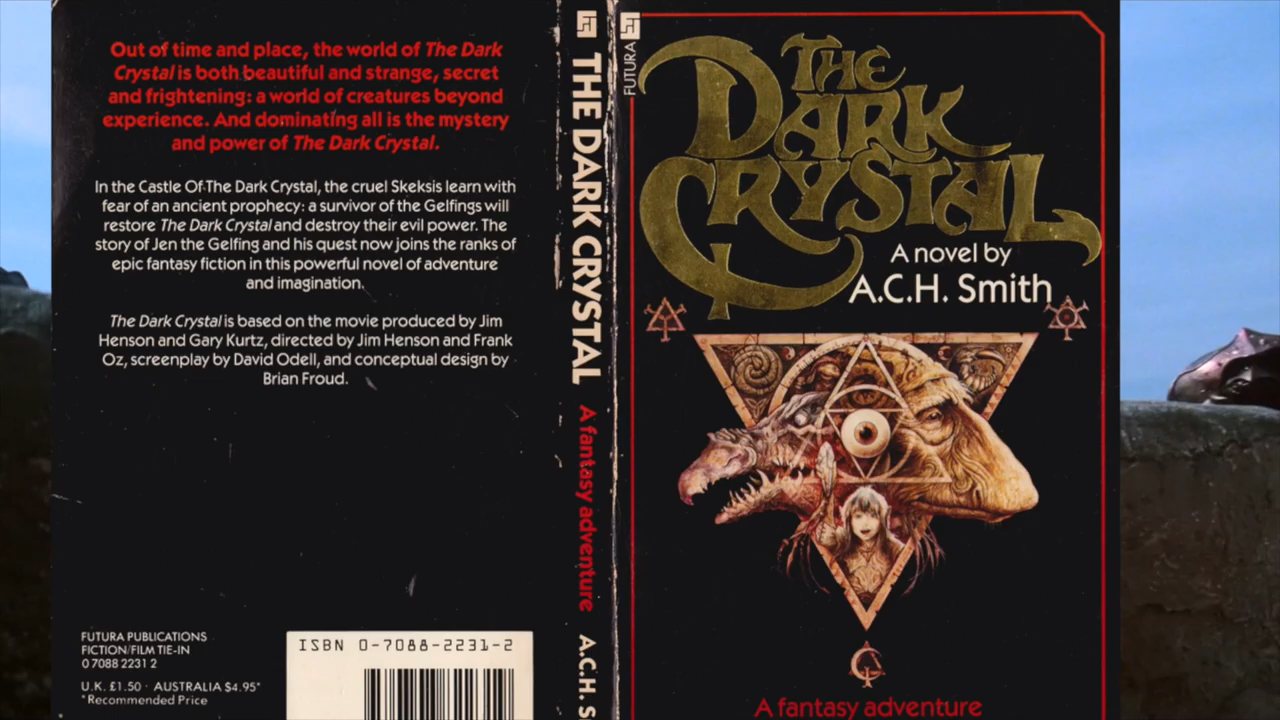 Out of time and place, the world of The Dark
Crystal is both beautiful and strange, secret
and frightening: a world of creatures beyond
experience. And dominating all is the mystery
and power of The Dark Crystal.
In the Castle Of The Dark Crystal, the cruel Skeksis learn with
fear of an ancient prophecy: a survivor of the Gelfings will
restore The Dark Crystal and destroy their evil power. The
story of Jen the Gelfing and his quest now joins the ranks of
epic fantasy fiction in this powerful novel of adventure
and imagination.
The Dark Crystal is based on the movie produced by Jim
Henson and Gary Kurtz, directed by Jim Henson and Frank
Oz, screenplay by David Odell, and conceptual design by
Brian Froud.
FUTURA PUBLICATIONS
FICTION/FILM TIE-IN
0 7088 2231 2
U.K. £1.50 · AUSTRALIA $4.95*
*Recommended Price
ISBN 0-7088-2231-2
THE DARK CRYSTAL A fantasy adventure A.C.H. S
FUTURA
THE
DARK
CRYSTAL
A novel by
A.C.H. Smith
A fantasy adventure